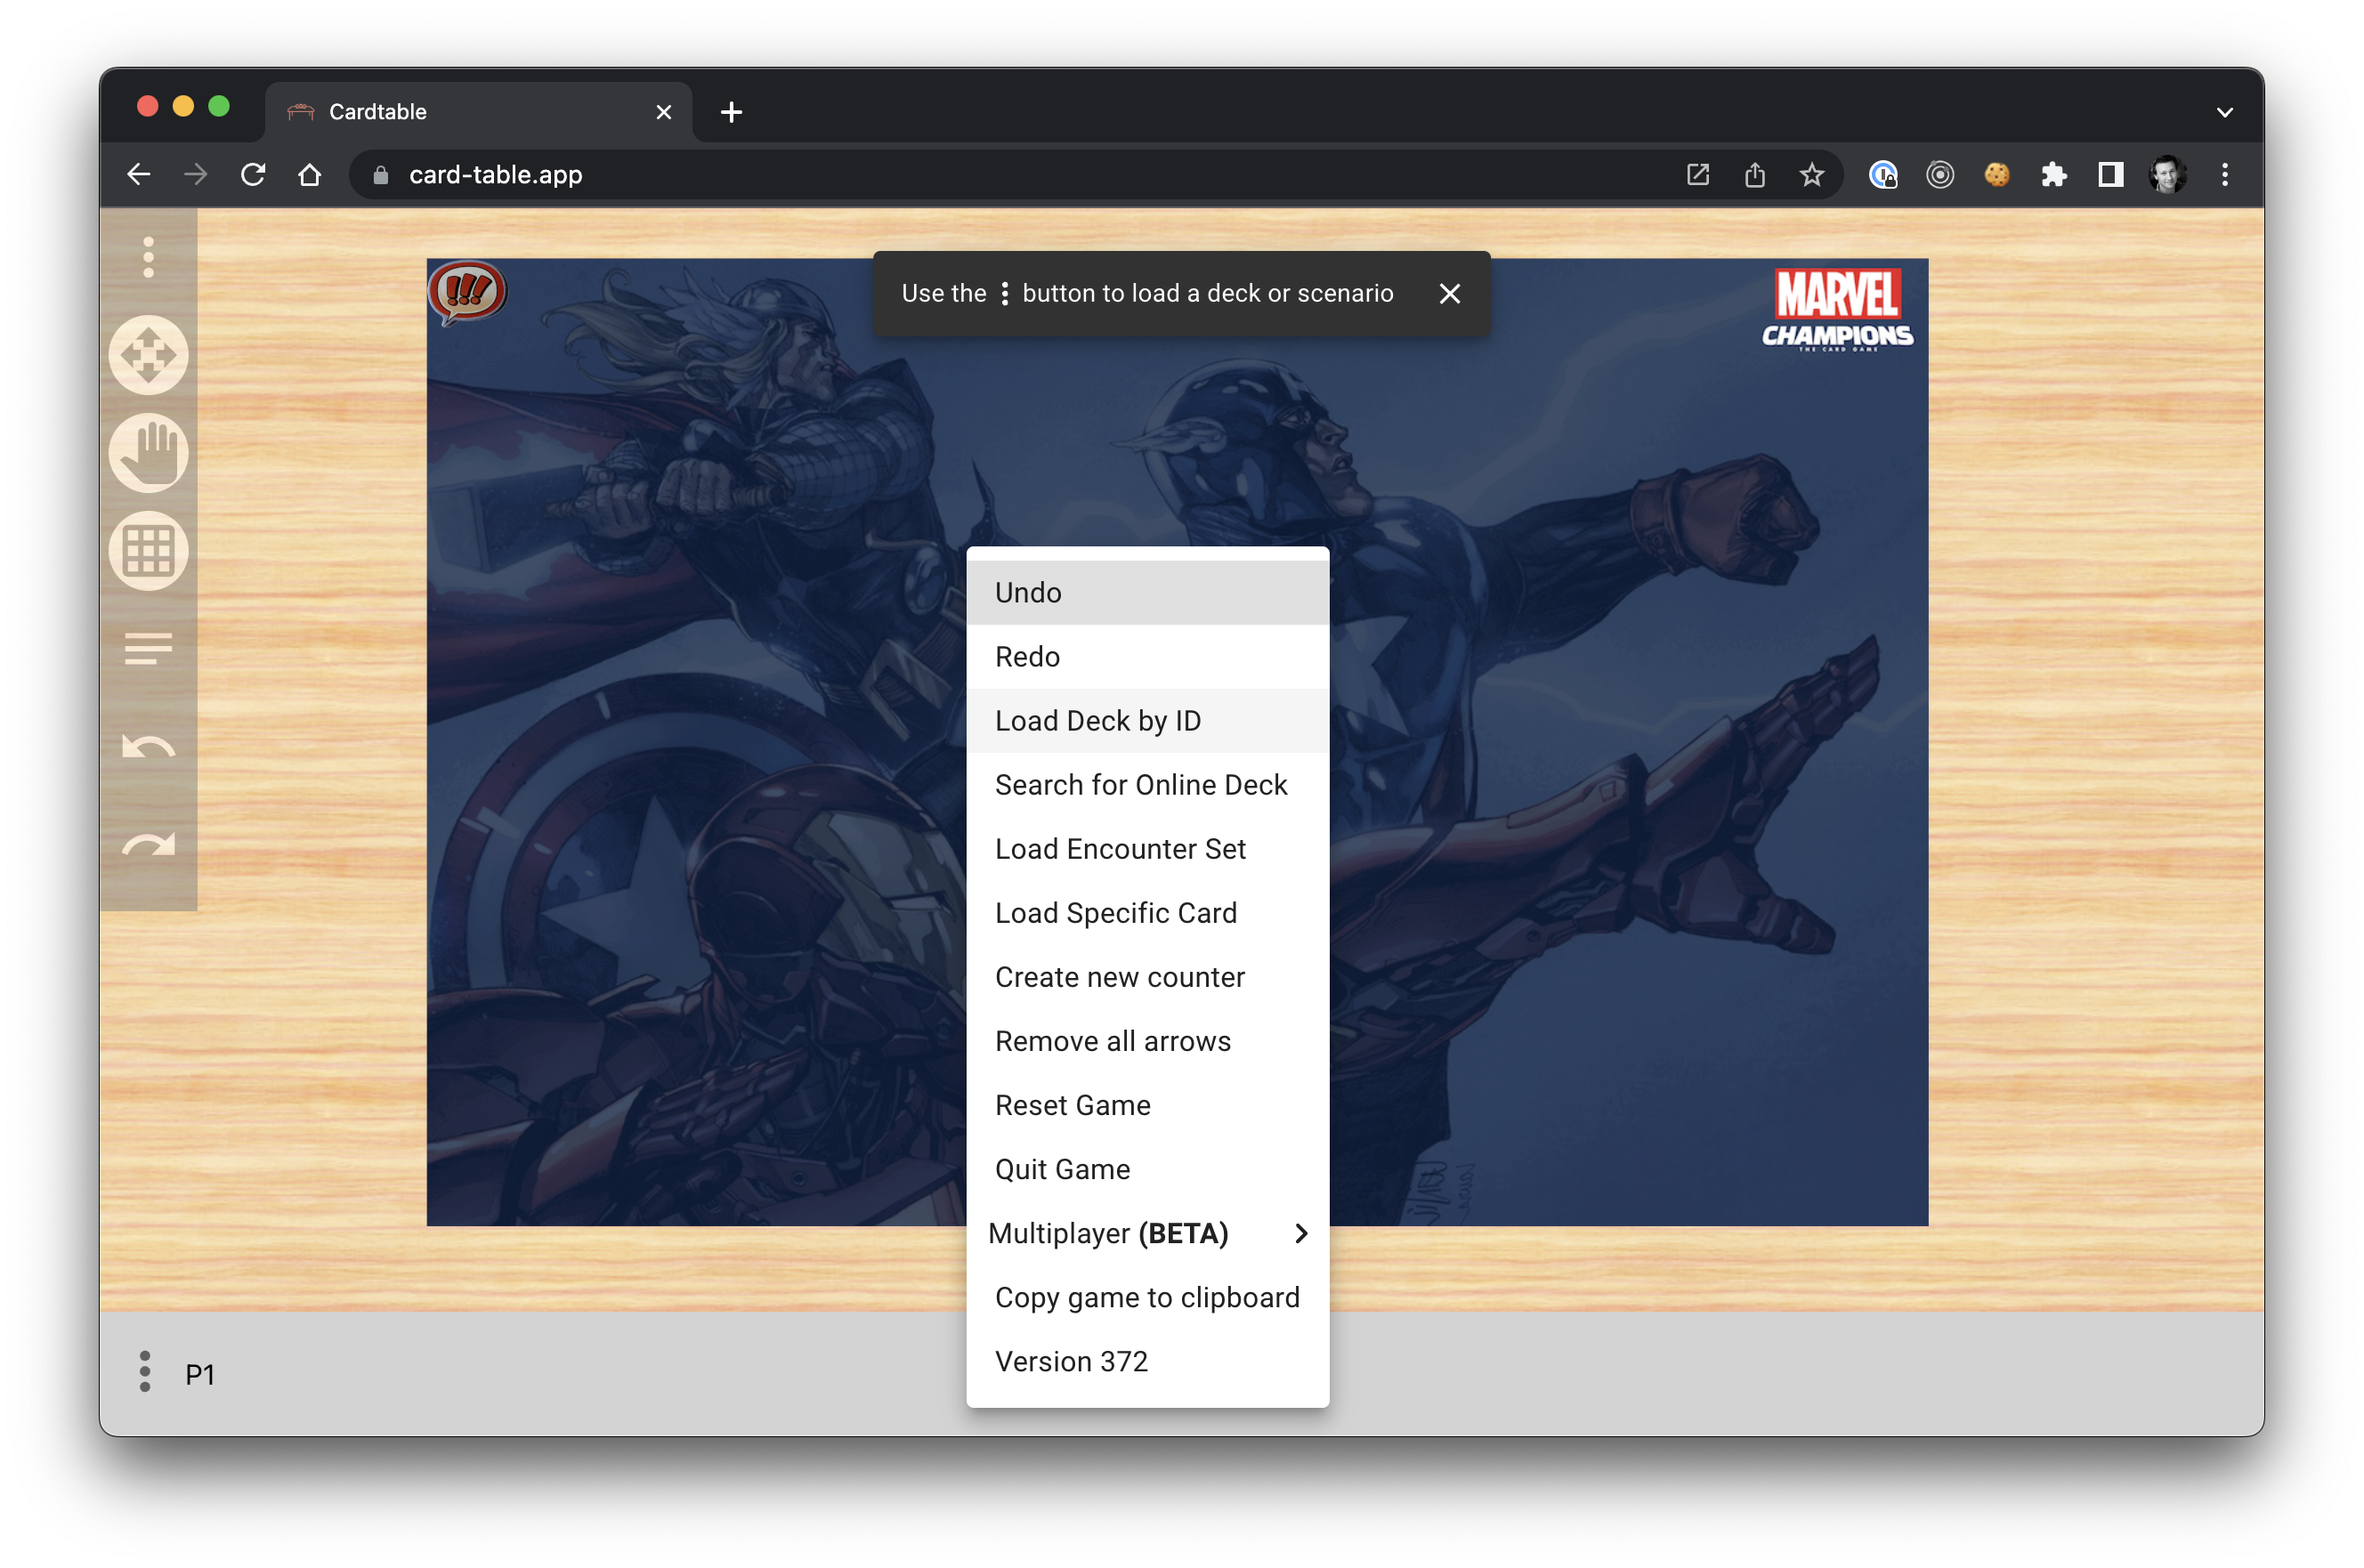 Cardtable
card-table.app
Use the button to load a deck or scenario
!!!
MARVEL
CHAMPIONS
THE CARD GAME
Undo
Redo
Load Deck by ID
Search for Online Deck
Load Encounter Set
Load Specific Card
Create new counter
Remove all arrows
Reset Game
Quit Game
Multiplayer (BETA)
Copy game to clipboard
Version 372
P1